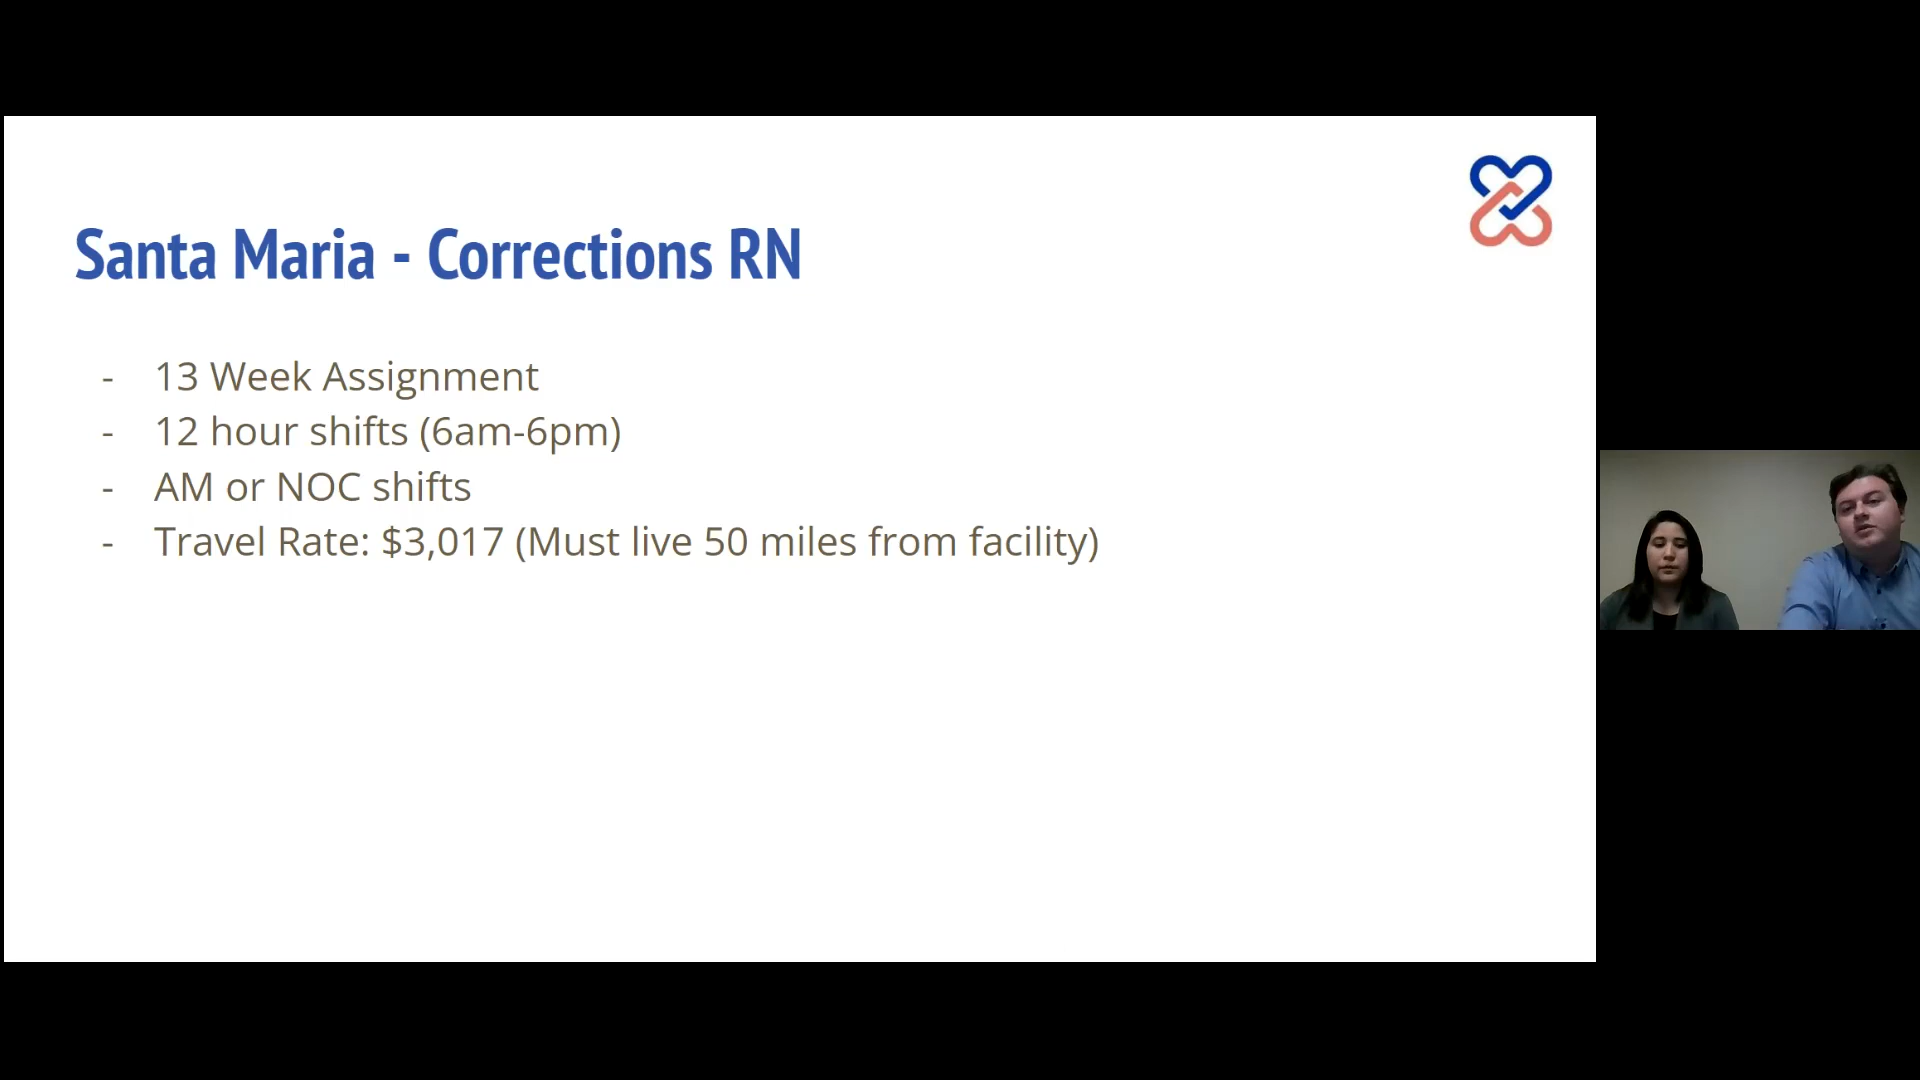 Santa Maria - Corrections RN
- 13 Week Assignment
- 12 hour shifts (6am-6pm)
- AM or NOC shifts
- Travel Rate: $3,017 (Must live 50 miles from facility)